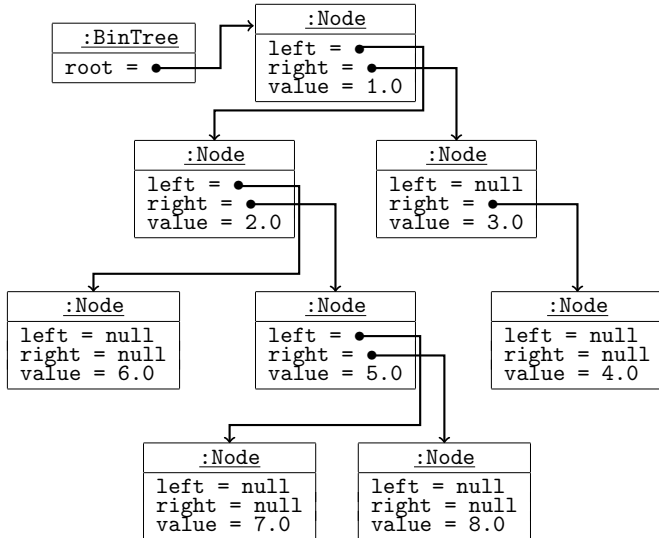 :BinTree
root =
:Node
left =
right =
value = 1.0
:Node
left =
right =
value = 2.0
:Node
left = null
right =
value = 3.0
:Node
left = null
right = null
value = 6.0
:Node
left =
right =
value = 5.0
:Node
left = null
right = null
value = 4.0
:Node
left = null
right = null
value = 7.0
:Node
left = null
right = null
value = 8.0